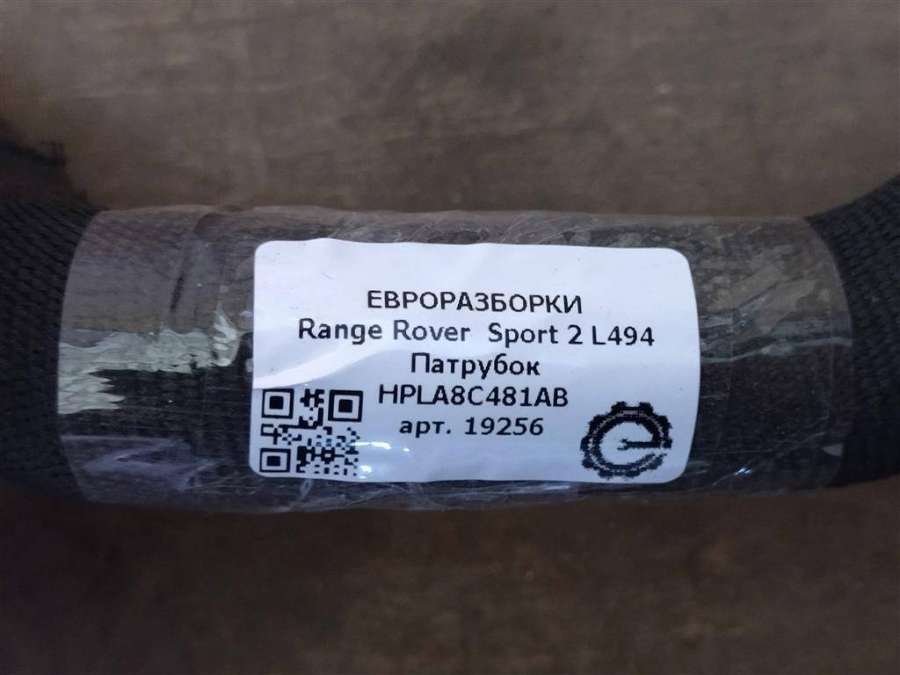 ЕВРОРАЗБОРКИ
Range Rover Sport 2 L494
Патрубок
HPLA8C481AB
арт. 19256